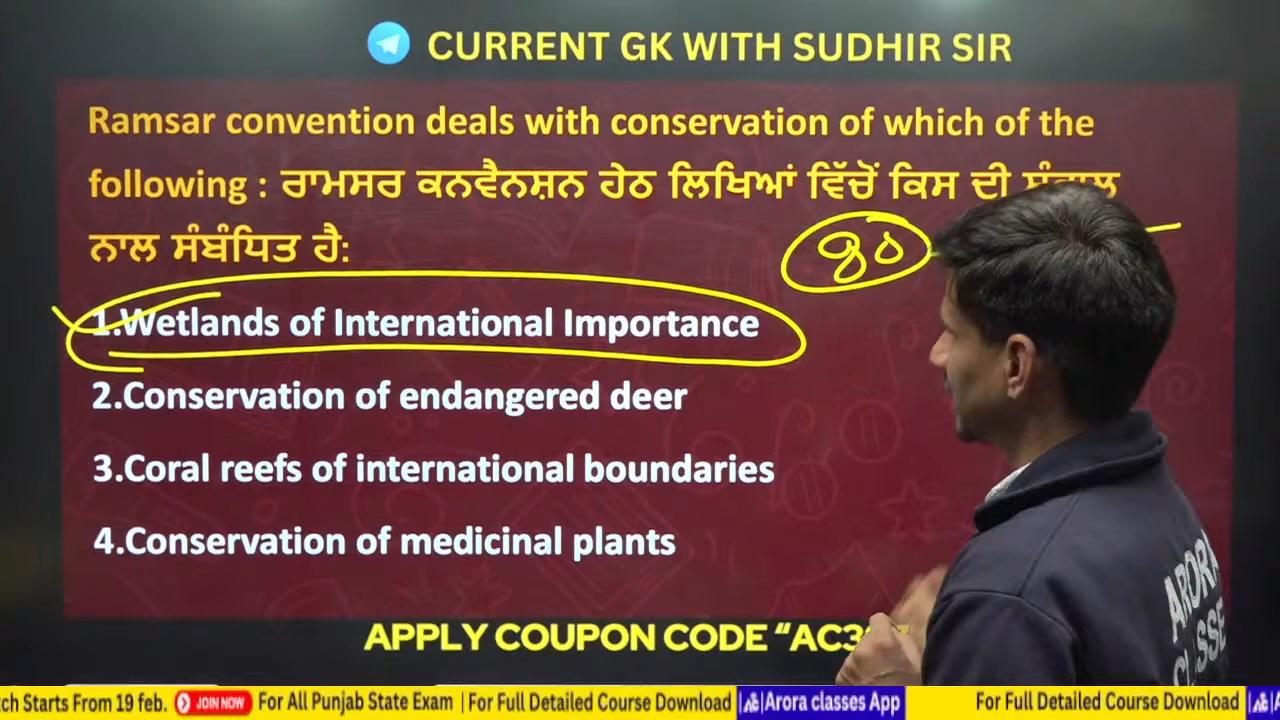 CURRENT GK WITH SUDHIR SIR
Ramsar convention deals with conservation of which of the
following : ਰਾਮਸਰ ਕਨਵੈਨਸ਼ਨ ਹੇਠ ਲਿਖਿਆਂ ਵਿੱਚੋਂ ਕਿਸ ਦੀ
ਨਾਲ ਸੰਬੰਧਿਤ ਹੈ:
1.Wetlands of International Importance
2.Conservation of endangered deer
3.Coral reefs of international boundaries
4.Conservation of medicinal plants
APPLY COUPON CODE
ARORA
CLASSE
Starts From 19 feb. JOIN NOW For All Punjab State Exam | For Full Detailed Course Download Arora classes App For Full Detailed Course Download